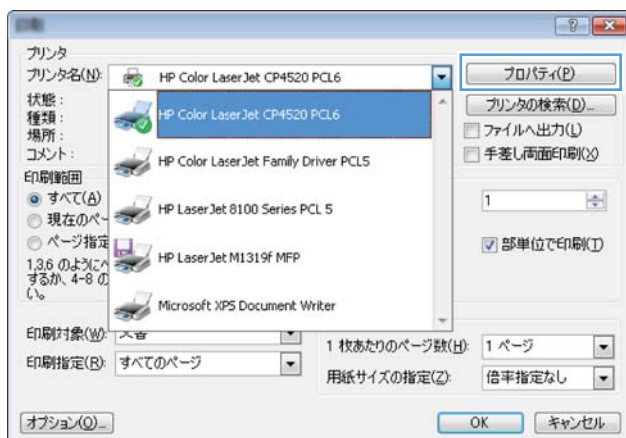 プリンタ
プリンタ名(N): HP Color LaserJet CP4520 PCL6 プロパティ(P)
状態: HP Color LaserJet CP4520 PCL6 プリンタの検索(D)...
種類: ファイルへ出力(L)
場所: HP Color LaserJet Family Driver PCL5 手差し両面印刷(X)
コメント:
印刷範囲
すべて(A) HP LaserJet 8100 Series PCL 5 1
現在のペー
ページ指定 HP LaserJet M1319f MFP 部単位で印刷(T)
1,3,6 のように
するか、4-8 の
い。 Microsoft XPS Document Writer
印刷対象(W):
1 枚あたりのページ数(H): 1 ページ
印刷指定(R): すべてのページ
用紙サイズの指定(Z): 倍率指定なし
オプション(O)... OK キャンセル